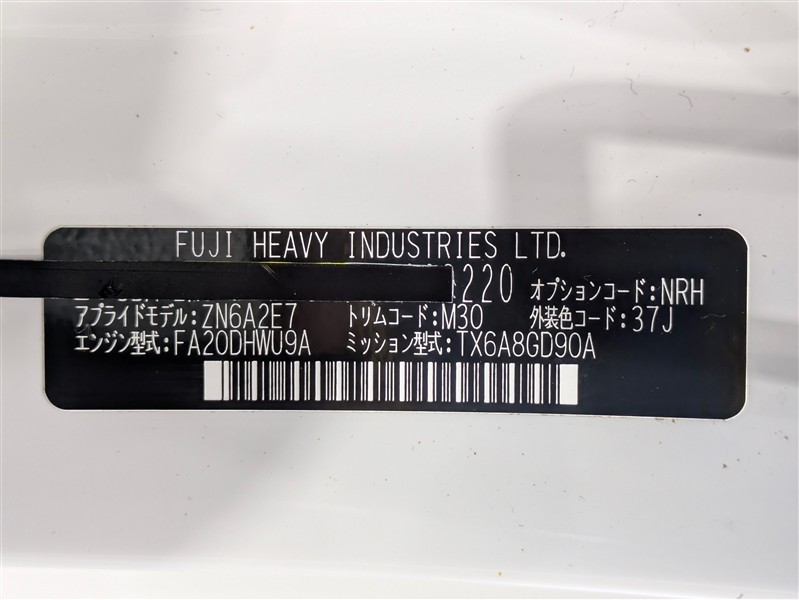 FUJI HEAVY INDUSTRIES LTD.
220 オプションコード:NRH
アプライドモデル:ZN6A2E7 トリムコード:M30 外装色コード:37J
エンジン型式:FA20DHWU9A ミッション型式:TX6A8GD90A